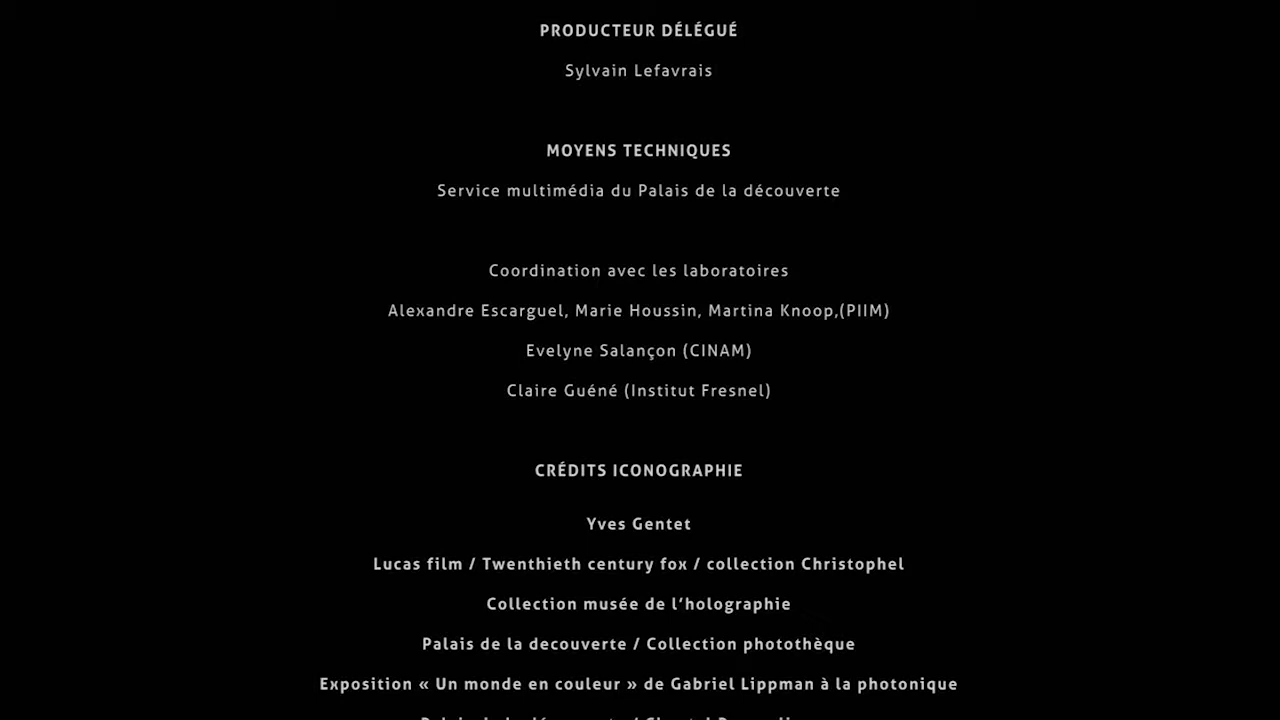 PRODUCTEUR DÉLÉGUÉ
Sylvain Lefavrais
MOYENS TECHNIQUES
Service multimédia du Palais de la découverte
Coordination avec les laboratoires
Alexandre Escarguel, Marie Houssin, Martina Knoop,(PIIM)
Evelyne Salançon (CINAM)
Claire Guéné (Institut Fresnel)
CRÉDITS ICONOGRAPHIE
Yves Gentet
Lucas film / Twenthieth century fox / collection Christophel
Collection musée de l’holographie
Palais de la decouverte / Collection photothèque
Exposition « Un monde en couleur » de Gabriel Lippman à la photonique